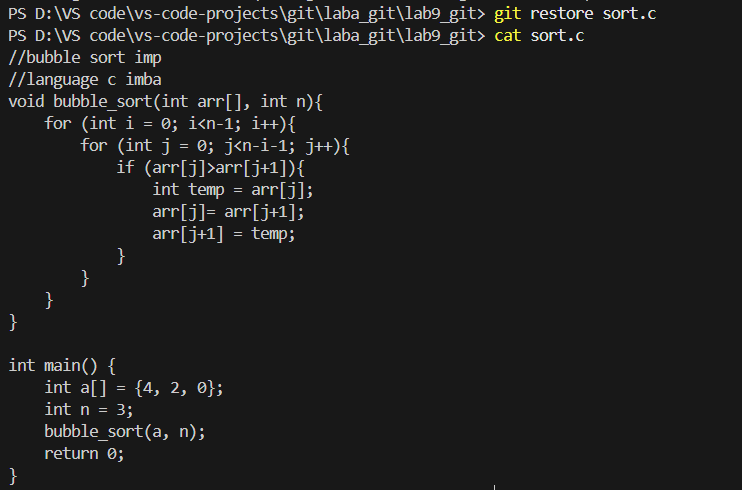 PS D:\VS code\vs-code-projects\git\laba_git\lab9_git> git restore sort.c
PS D:\VS code\vs-code-projects\git\laba_git\lab9_git> cat sort.c
//bubble sort imp
//language c imba
void bubble_sort(int arr[], int n){
    for (int i = 0; i<n-1; i++){
        for (int j = 0; j<n-i-1; j++){
            if (arr[j]>arr[j+1]){
                int temp = arr[j];
                arr[j]= arr[j+1];
                arr[j+1] = temp;
            }
        }
    }
}

int main() {
    int a[] = {4, 2, 0};
    int n = 3;
    bubble_sort(a, n);
    return 0;
}